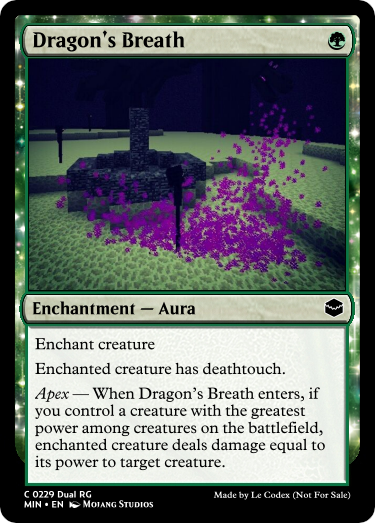 Dragon's Breath
Enchantment — Aura
Enchant creature
Enchanted creature has deathtouch.
Apex — When Dragon's Breath enters, if
you control a creature with the greatest
power among creatures on the battlefield,
enchanted creature deals damage equal to
its power to target creature.
C 0229 Dual RG
MIN • EN Mojang Studios
Made by Le Codex (Not For Sale)